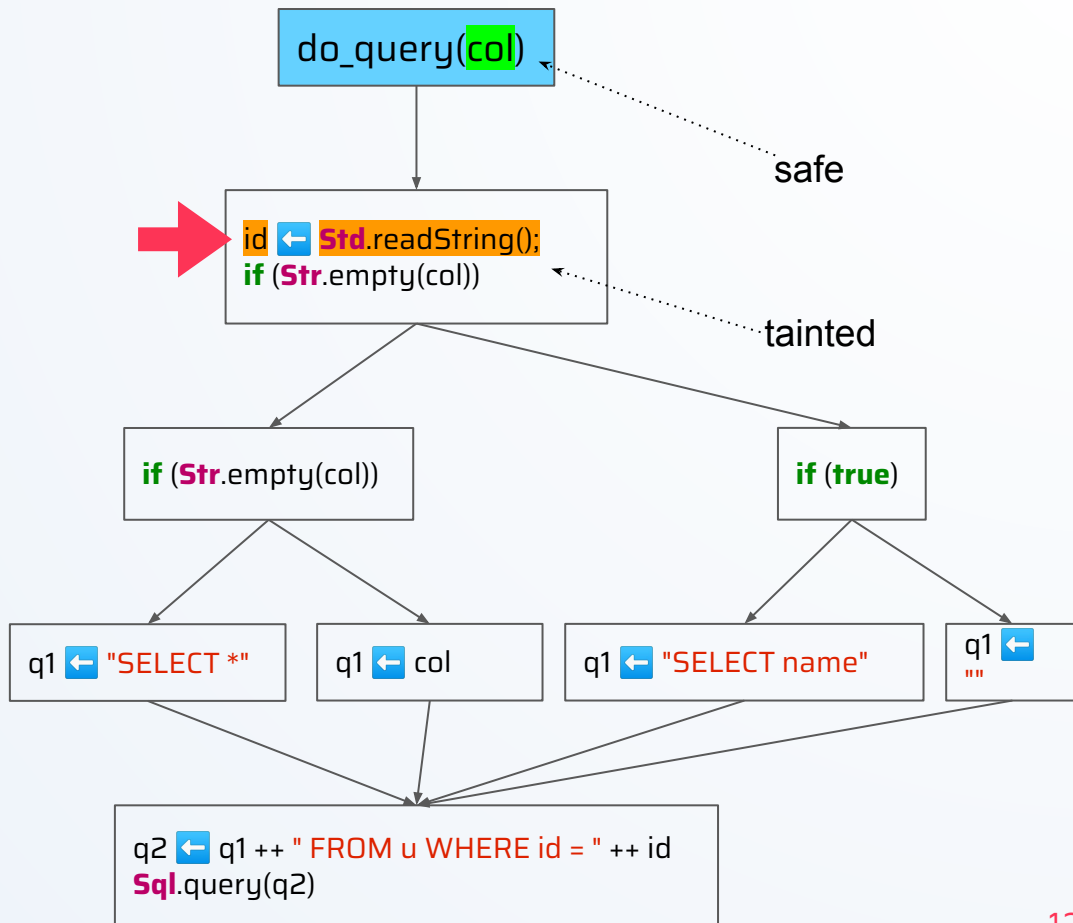 do_query(col)
safe
id ⬅ Std.readString();
if (Str.empty(col))
tainted
if (Str.empty(col))
if (true)
q1 ⬅ "SELECT *"
q1 ⬅ col
q1 ⬅ "SELECT name"
q1 ⬅
""
q2 ⬅ q1 ++ " FROM u WHERE id = " ++ id
Sql.query(q2)